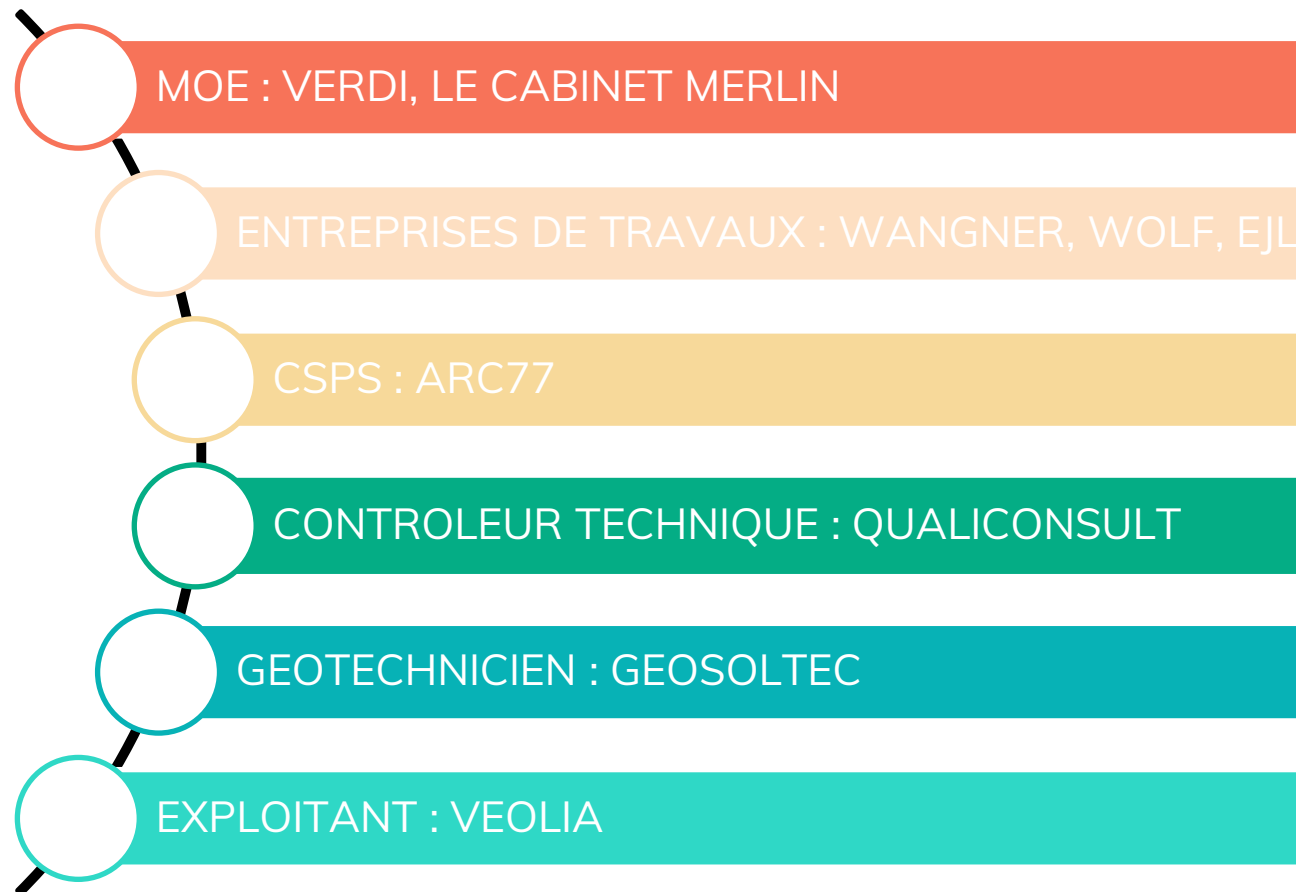 MOE : VERDI, LE CABINET MERLIN
ENTREPRISES DE TRAVAUX : WANGNER, WOLF, EJL
CSPS : ARC77
CONTROLEUR TECHNIQUE : QUALICONSULT
GEOTECHNICIEN : GEOSOLTEC
EXPLOITANT : VEOLIA